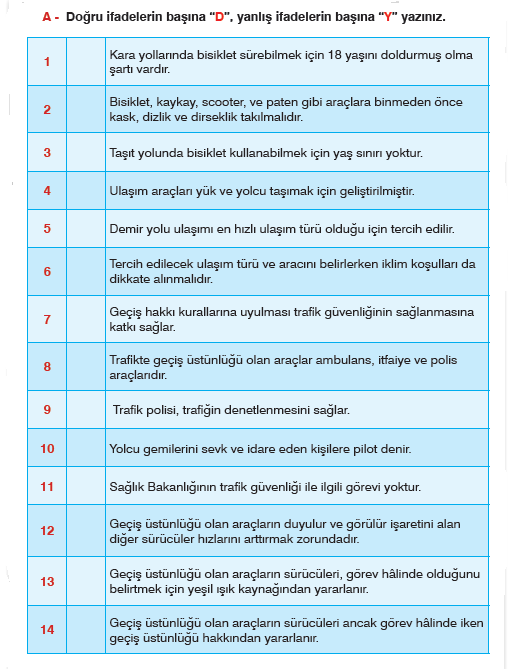 A - Doğru ifadelerin başına “D”, yanlış ifadelerin başına “Y” yazınız.
1 Kara yollarında bisiklet sürebilmek için 18 yaşını doldurmuş olma
şartı vardır.
2 Bisiklet, kaykay, scooter, ve paten gibi araçlara binmeden önce
kask, dizlik ve dirseklik takılmalıdır.
3 Taşıt yolunda bisiklet kullanabilmek için yaş sınırı yoktur.
4 Ulaşım araçları yük ve yolcu taşımak için geliştirilmiştir.
5 Demir yolu ulaşımı en hızlı ulaşım türü olduğu için tercih edilir.
6 Tercih edilecek ulaşım türü ve aracını belirlerken iklim koşulları da
dikkate alınmalıdır.
7 Geçiş hakkı kurallarına uyulması trafik güvenliğinin sağlanmasına
katkı sağlar.
8 Trafikte geçiş üstünlüğü olan araçlar ambulans, itfaiye ve polis
araçlarıdır.
9 Trafik polisi, trafiğin denetlenmesini sağlar.
10 Yolcu gemilerini sevk ve idare eden kişilere pilot denir.
11 Sağlık Bakanlığının trafik güvenliği ile ilgili görevi yoktur.
12 Geçiş üstünlüğü olan araçların duyulur ve görülür işaretini alan
diğer sürücüler hızlarını arttırmak zorundadır.
13 Geçiş üstünlüğü olan araçların sürücüleri, görev hâlinde olduğunu
belirtmek için yeşil ışık kaynağından yararlanır.
14 Geçiş üstünlüğü olan araçların sürücüleri ancak görev hâlinde iken
geçiş üstünlüğü hakkından yararlanır.